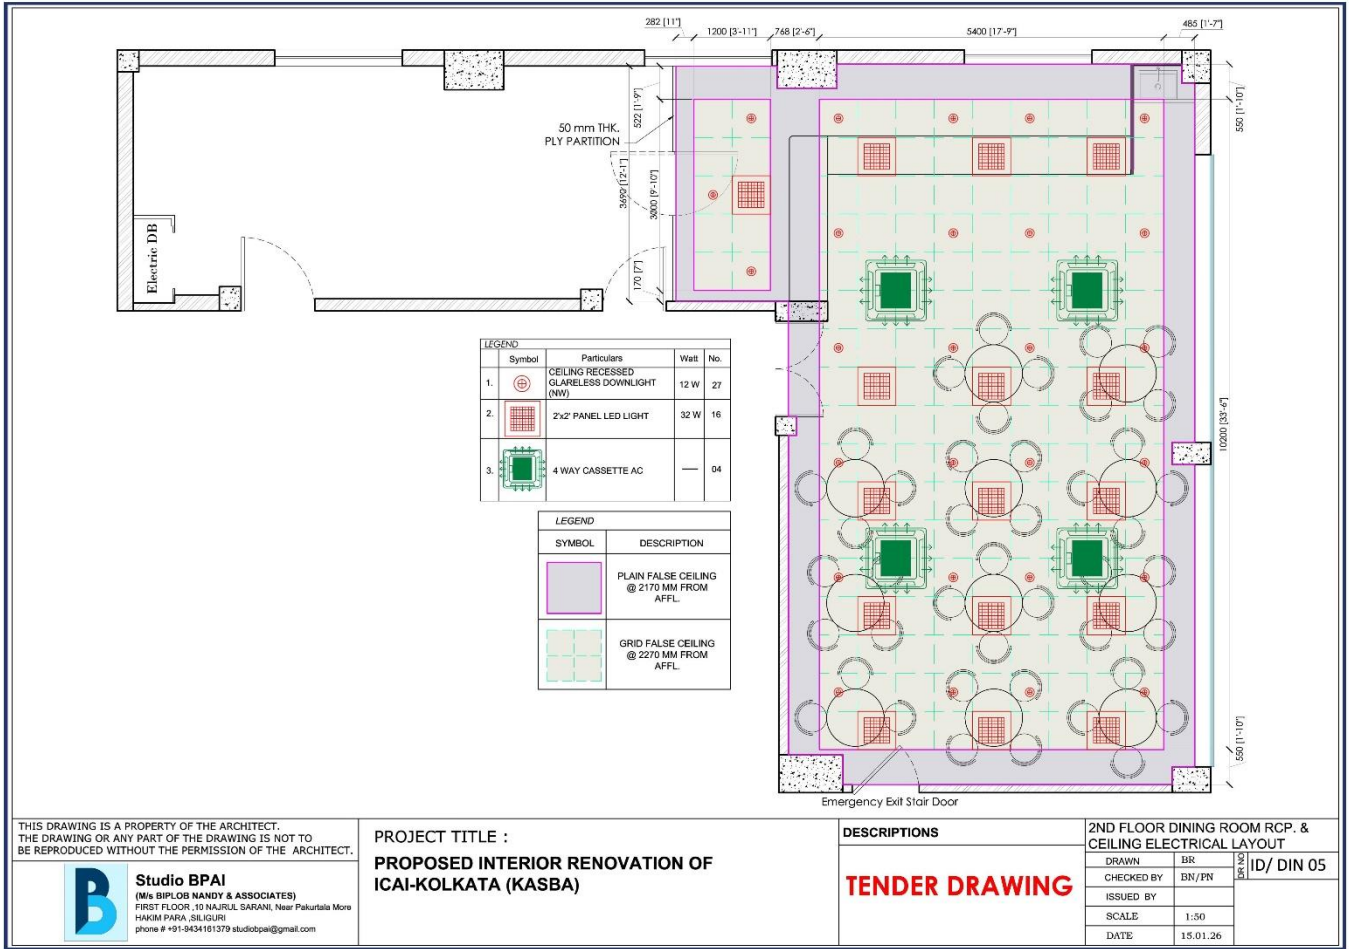 282 [11"]
1200 [3'-11"]
768 [2'-6"]
5400 [17'-9"]
485 [1'-7"]
522 [1'-9"]
550 [1'-10"]
50 mm THK.
PLY PARTITION
3690 [12'-1"]
3000 [9'-10"]
170 [7"]
Electric DB
LEGEND
Symbol Particulars Watt No.
1. CEILING RECESSED
GLARELESS DOWNLIGHT
(NW) 12 W 27
2. 2'x2' PANEL LED LIGHT 32 W 16
3. 4 WAY CASSETTE AC — 04
10200 [33'-6"]
LEGEND
SYMBOL DESCRIPTION
PLAIN FALSE CEILING
@ 2170 MM FROM
AFFL.
GRID FALSE CEILING
@ 2270 MM FROM
AFFL.
550 [1'-10"]
Emergency Exit Stair Door
THIS DRAWING IS A PROPERTY OF THE ARCHITECT.
THE DRAWING OR ANY PART OF THE DRAWING IS NOT TO
BE REPRODUCED WITHOUT THE PERMISSION OF THE ARCHITECT.
Studio BPAI
(M/s BIPLOB NANDY & ASSOCIATES)
FIRST FLOOR ,10 NAJRUL SARANI, Near Pakurtala More
HAKIM PARA ,SILIGURI
phone # +91-9434161379 studiobpai@gmail.com
PROJECT TITLE :
PROPOSED INTERIOR RENOVATION OF
ICAI-KOLKATA (KASBA)
DESCRIPTIONS
TENDER DRAWING
2ND FLOOR DINING ROOM RCP. &
CEILING ELECTRICAL LAYOUT
DRAWN BR
CHECKED BY BN/PN
ISSUED BY
SCALE 1:50
DATE 15.01.26
DR.NO ID/ DIN 05